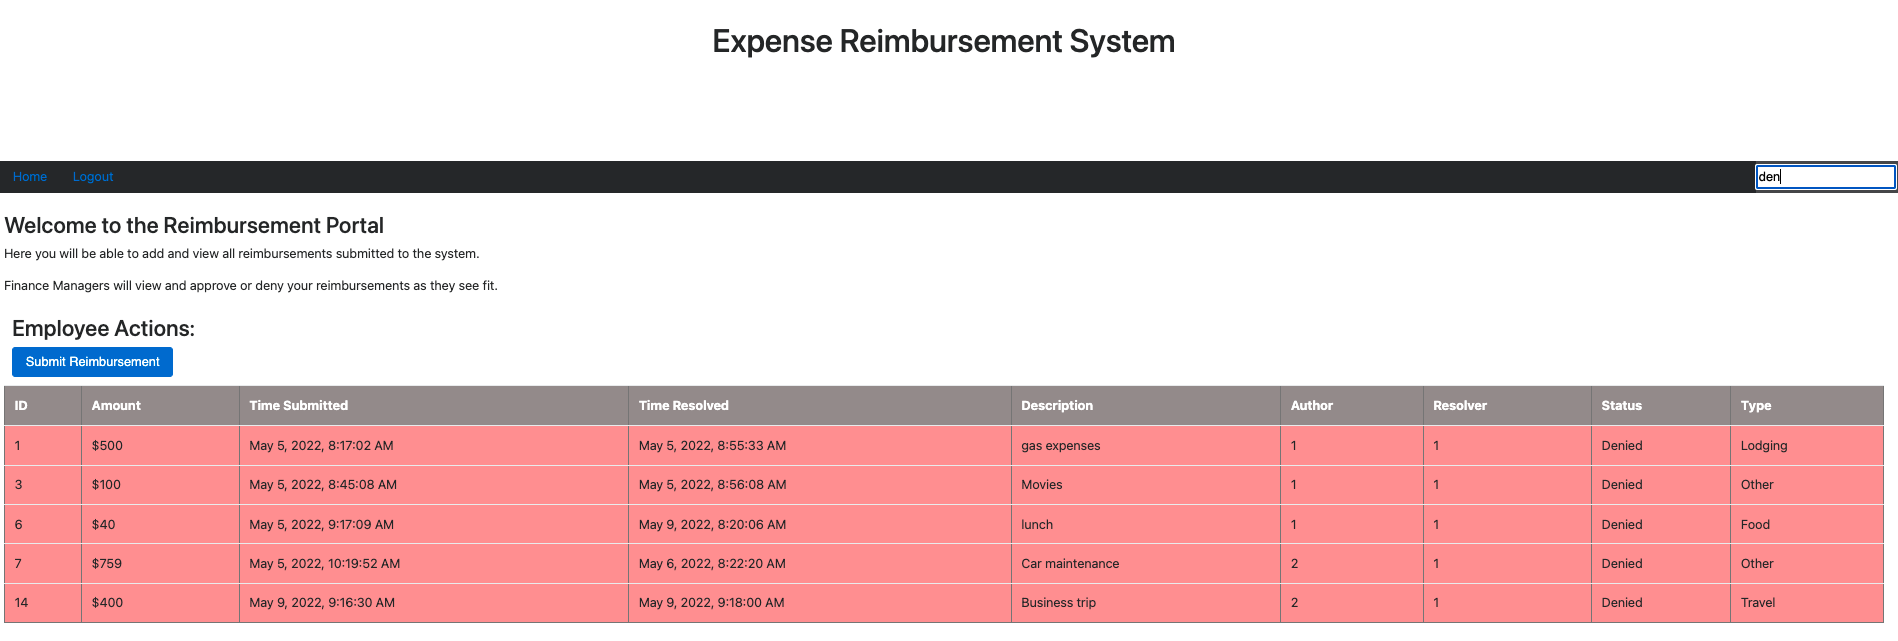 Expense Reimbursement System
Home Logout den
Welcome to the Reimbursement Portal
Here you will be able to add and view all reimbursements submitted to the system.
Finance Managers will view and approve or deny your reimbursements as they see fit.
Employee Actions:
Submit Reimbursement
ID Amount Time Submitted Time Resolved Description Author Resolver Status Type
1 $500 May 5, 2022, 8:17:02 AM May 5, 2022, 8:55:33 AM gas expenses 1 1 Denied Lodging
3 $100 May 5, 2022, 8:45:08 AM May 5, 2022, 8:56:08 AM Movies 1 1 Denied Other
6 $40 May 5, 2022, 9:17:09 AM May 9, 2022, 8:20:06 AM lunch 1 1 Denied Food
7 $759 May 5, 2022, 10:19:52 AM May 6, 2022, 8:22:20 AM Car maintenance 2 1 Denied Other
14 $400 May 9, 2022, 9:16:30 AM May 9, 2022, 9:18:00 AM Business trip 2 1 Denied Travel